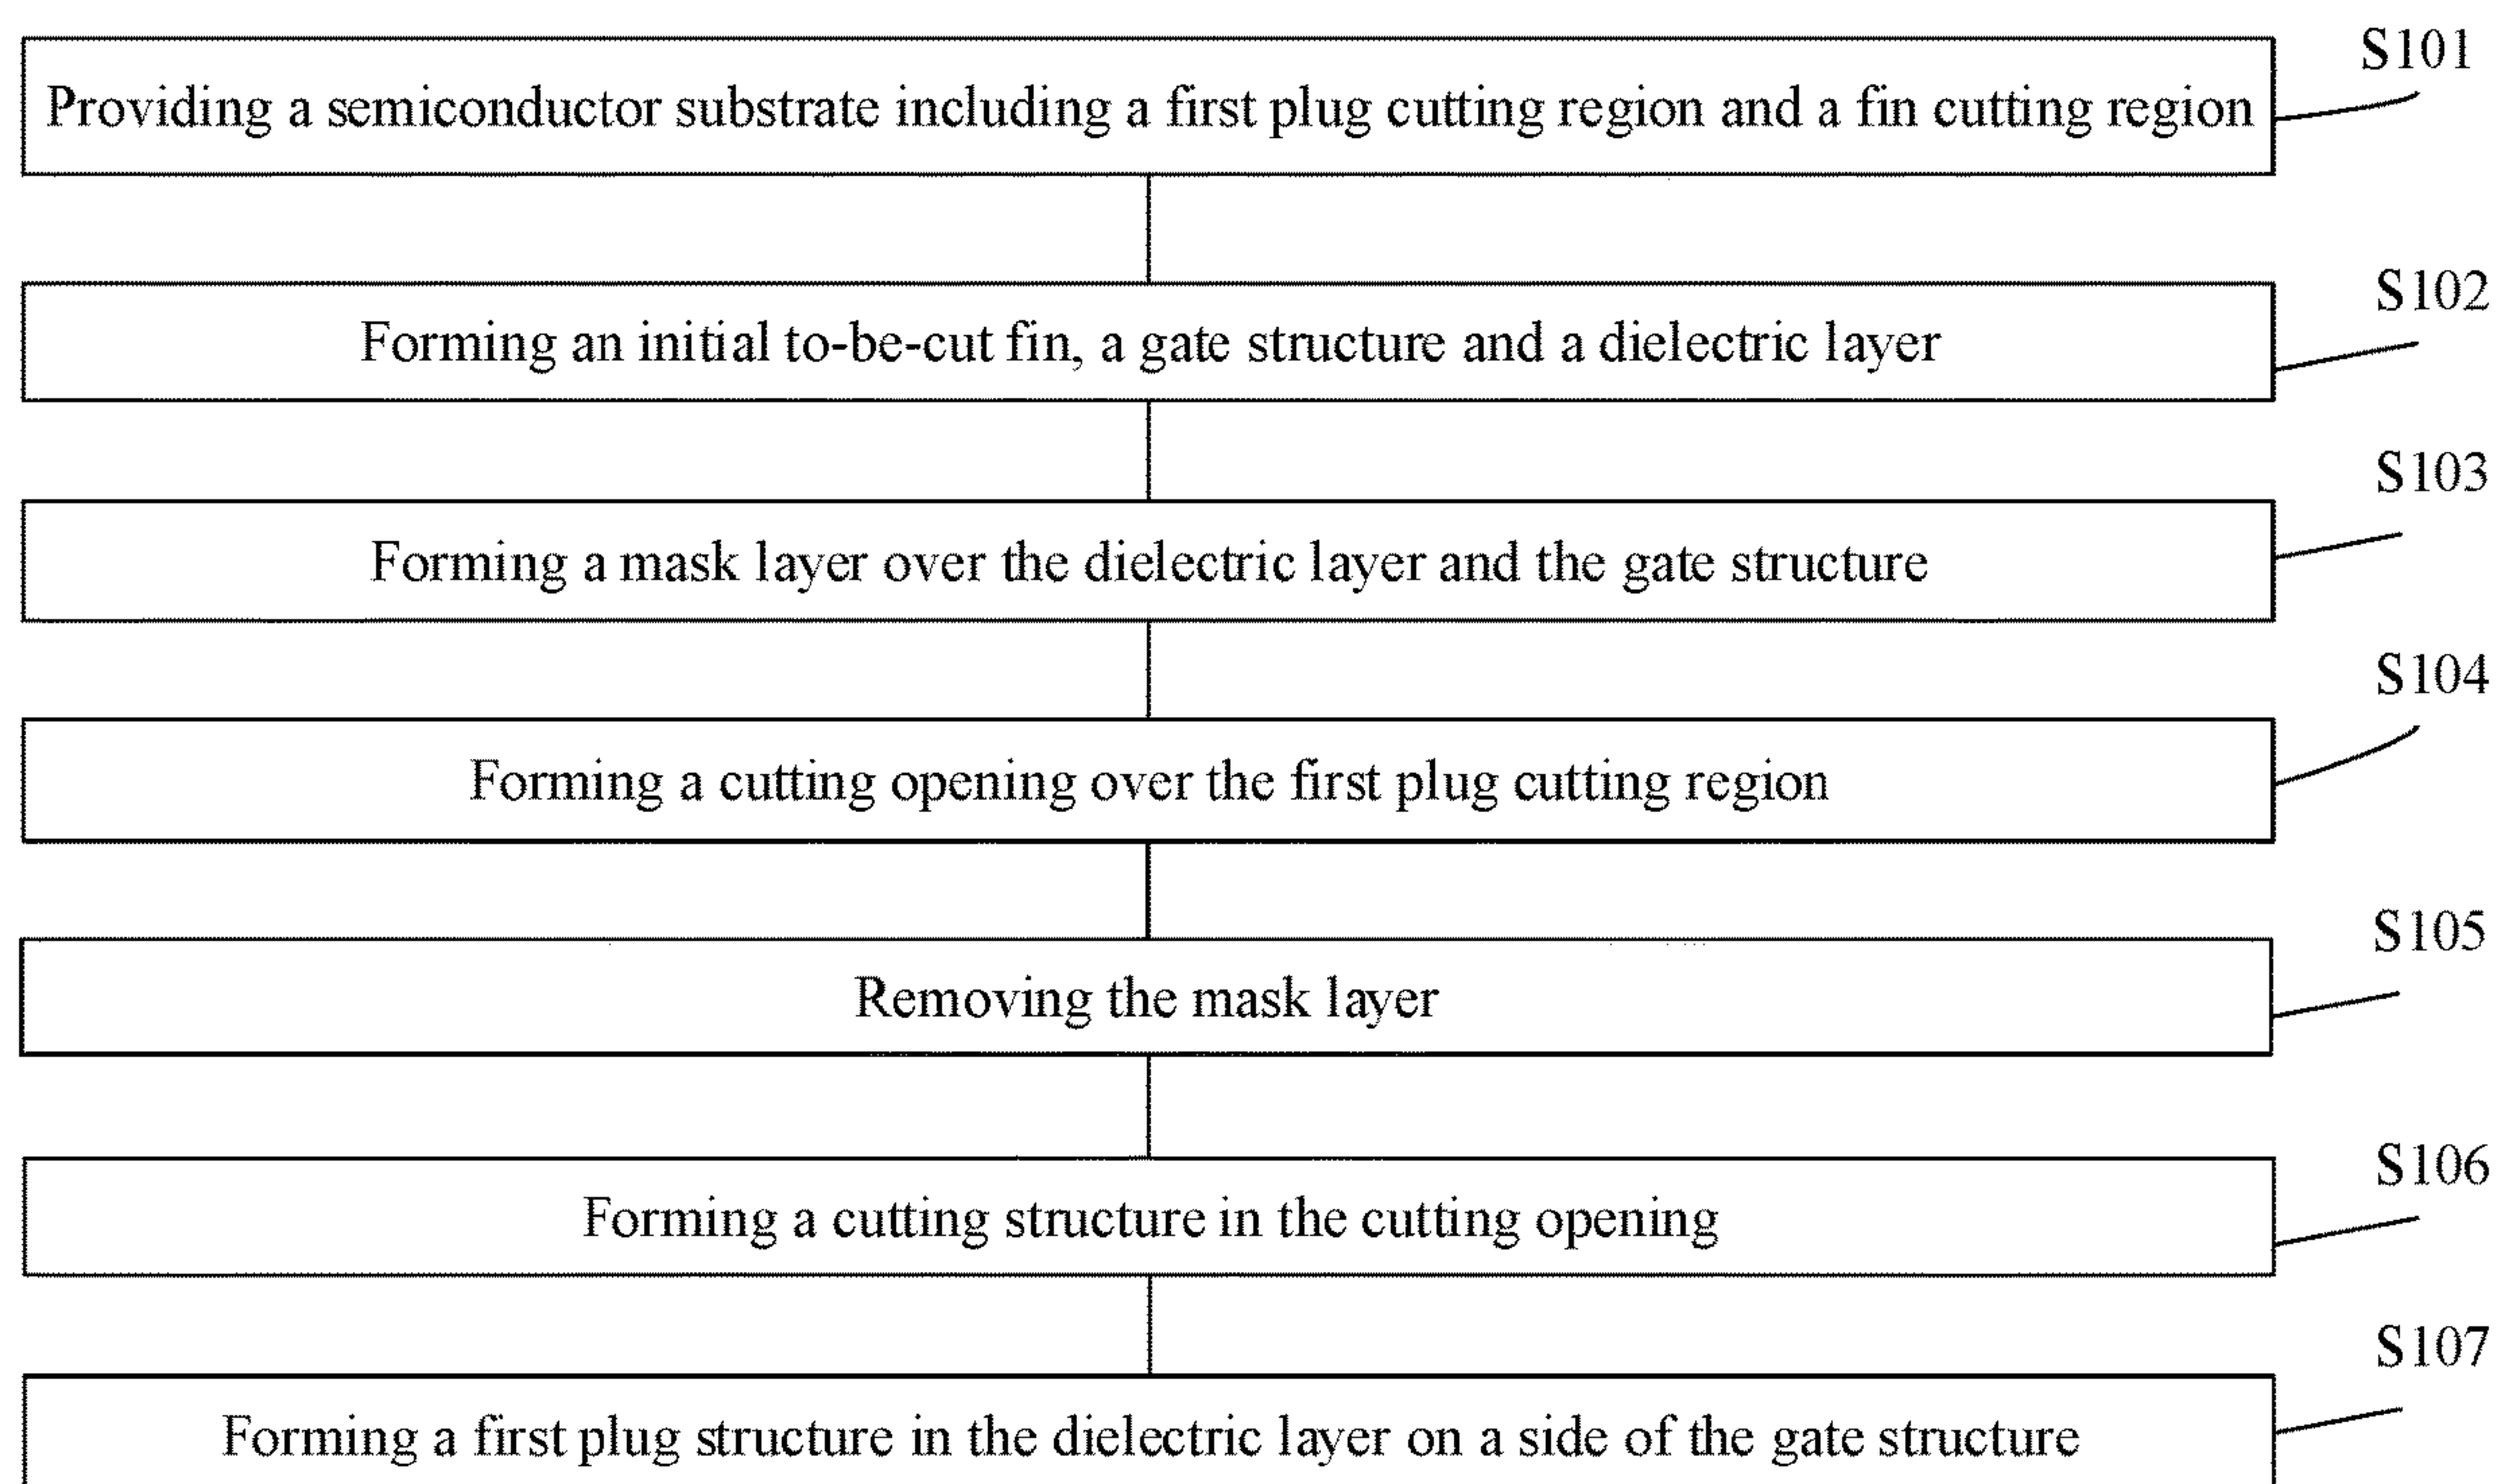 S101
Providing a semiconductor substrate including a first plug cutting region and a fin cutting region
S102
Forming an initial to-be-cut fin, a gate structure and a dielectric layer
S103
Forming a mask layer over the dielectric layer and the gate structure
S104
Forming a cutting opening over the first plug cutting region
S105
Removing the mask layer
S106
Forming a cutting structure in the cutting opening
S107
Forming a first plug structure in the dielectric layer on a side of the gate structure